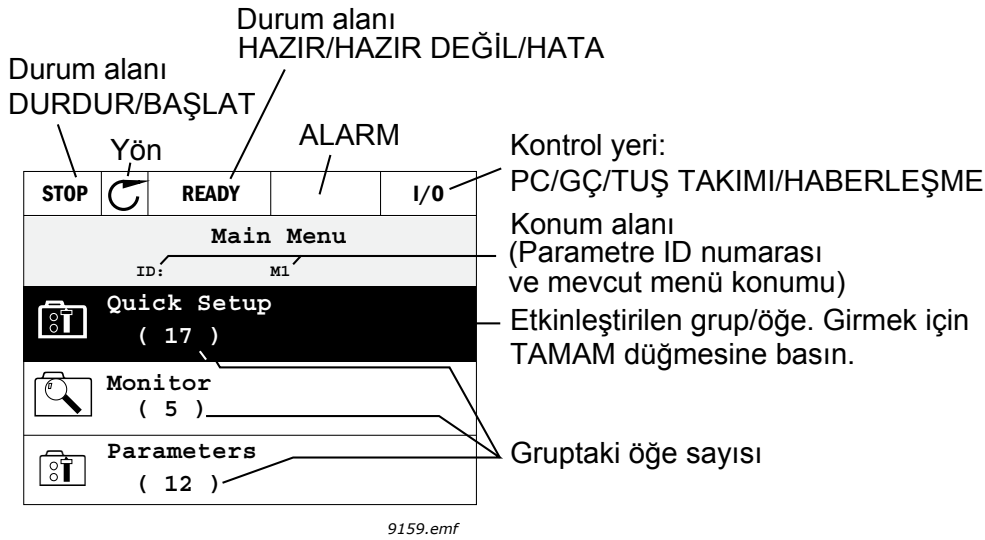 Durum alanı
HAZIR/HAZIR DEĞİL/HATA
Durum alanı
DURDUR/BAŞLAT
Yön
ALARM
Kontrol yeri:
PC/GÇ/TUŞ TAKIMI/HABERLEŞME
STOP READY I/O
Main Menu
ID: M1
Konum alanı
(Parametre ID numarası
ve mevcut menü konumu)
Quick Setup
( 17 )
Etkinleştirilen grup/öğe. Girmek için
TAMAM düğmesine basın.
Monitor
( 5 )
Parameters
( 12 )
Gruptaki öğe sayısı
9159.emf